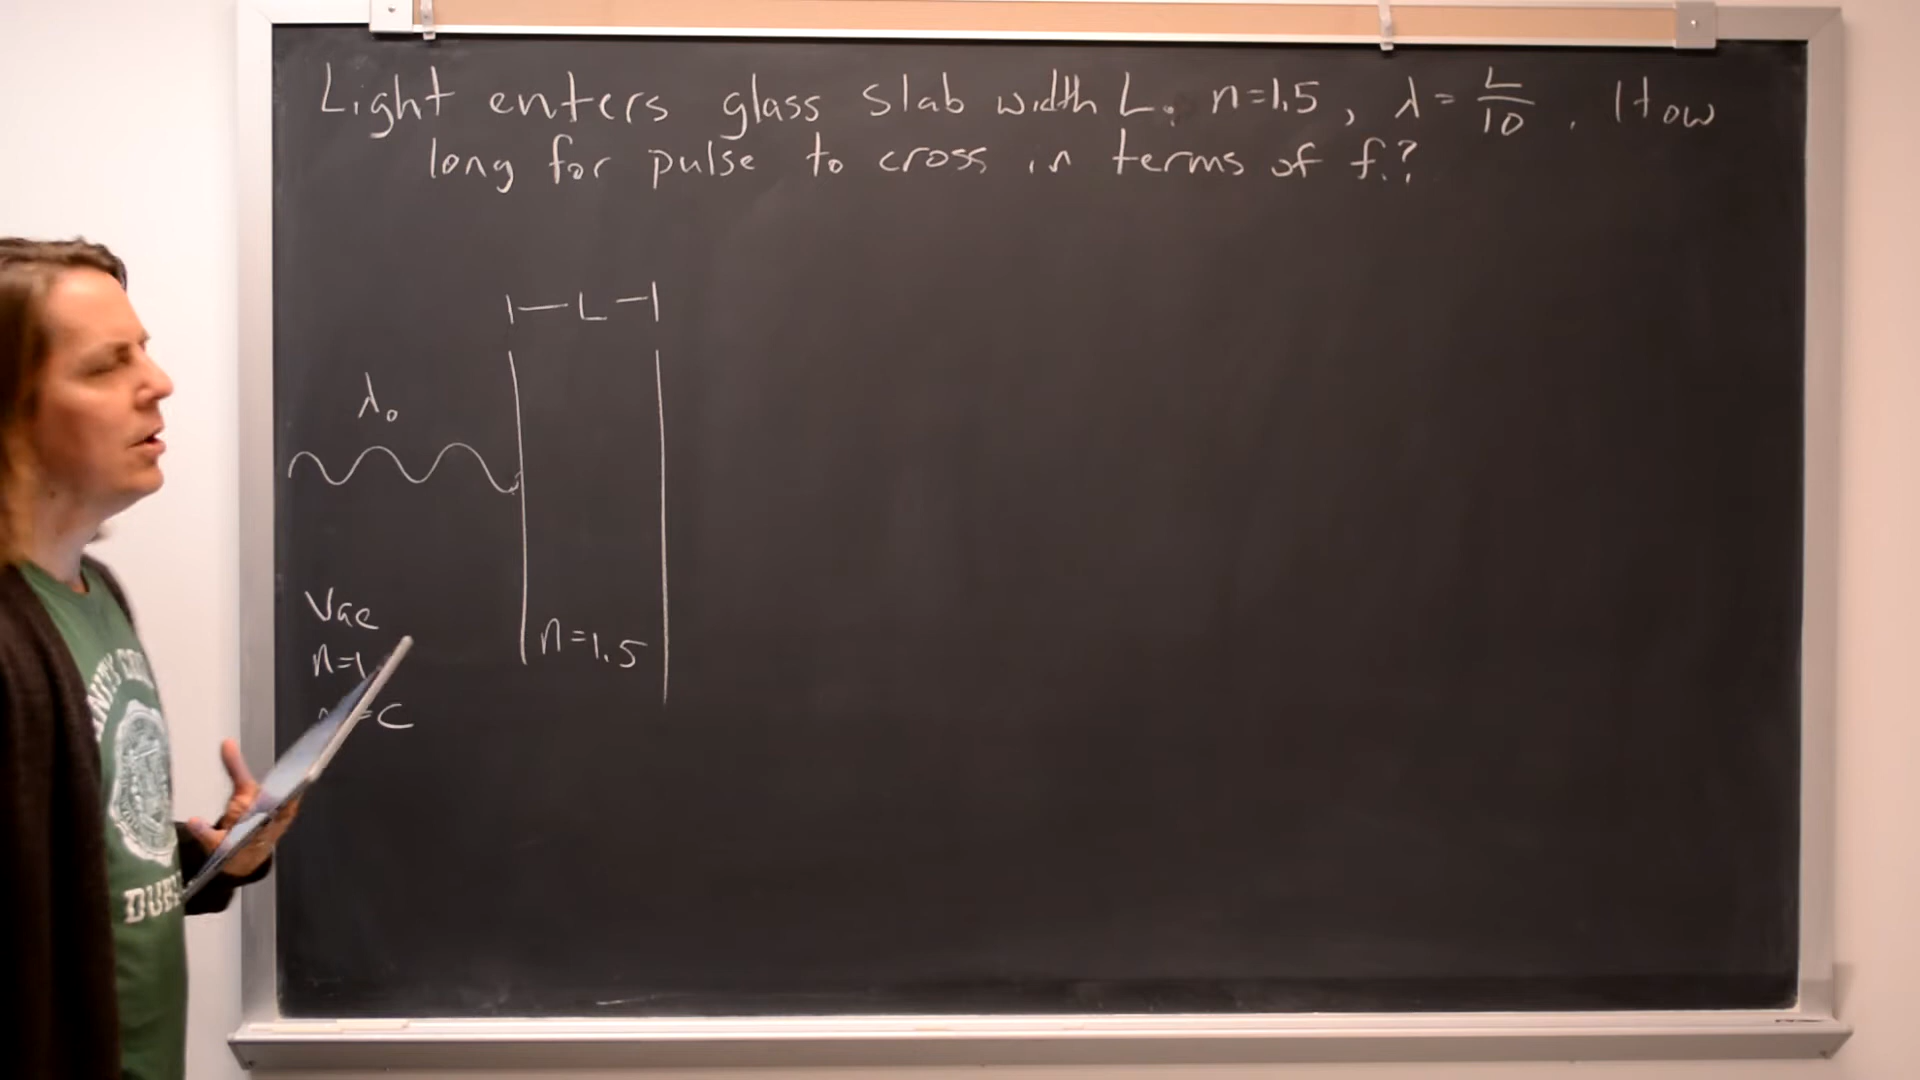 Light enters glass slab width L. n=1.5, λ = L/10. How
long for pulse to cross in terms of f.?
L
λ₀
Vac
n=1.5
n=1
=C